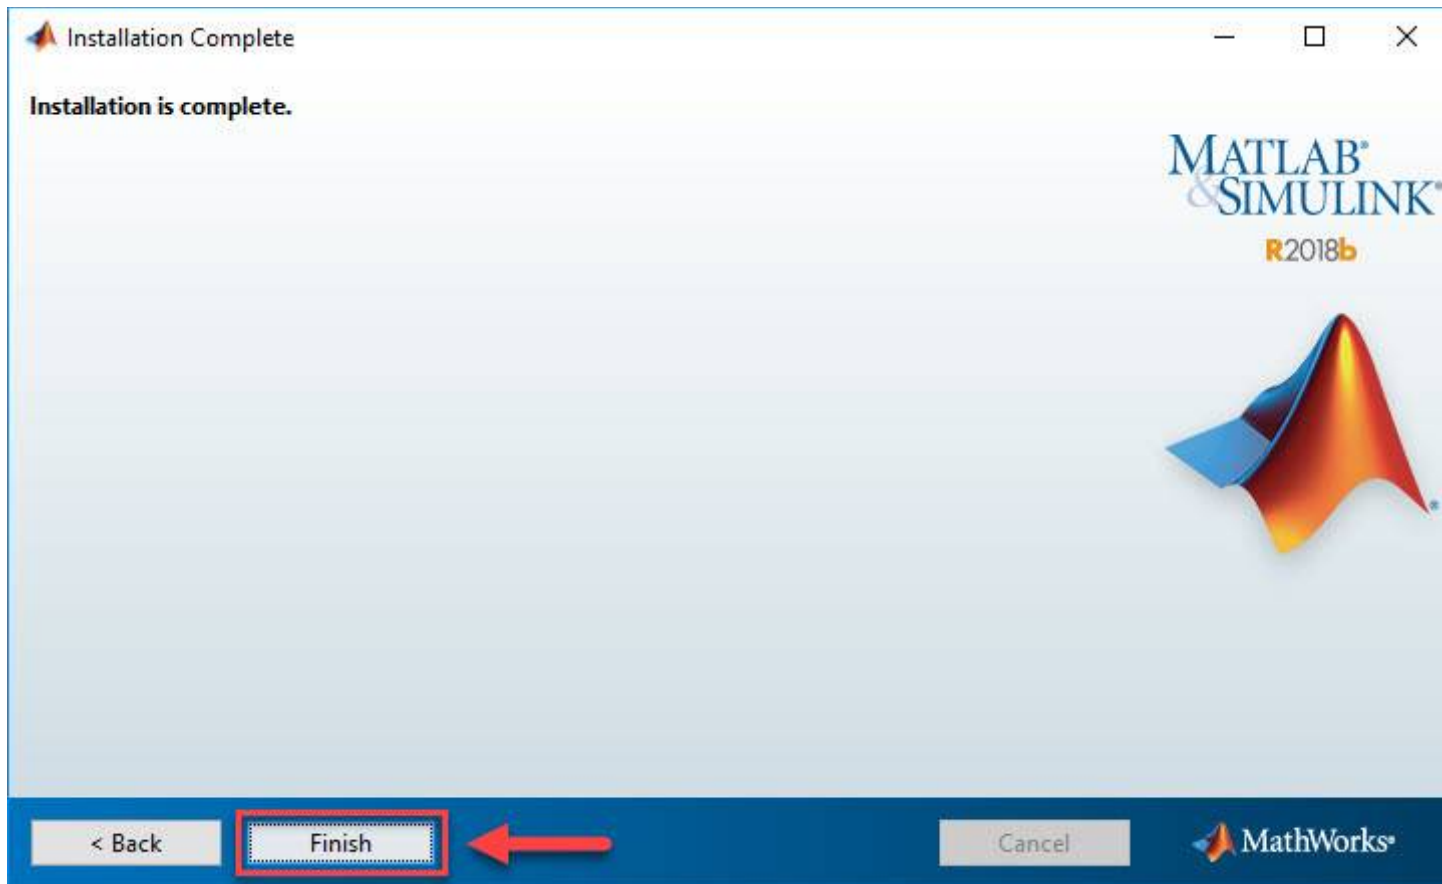 Installation Complete
Installation is complete.
MATLAB®
&SIMULINK®
R2018b
®
< Back
Finish
Cancel
MathWorks®